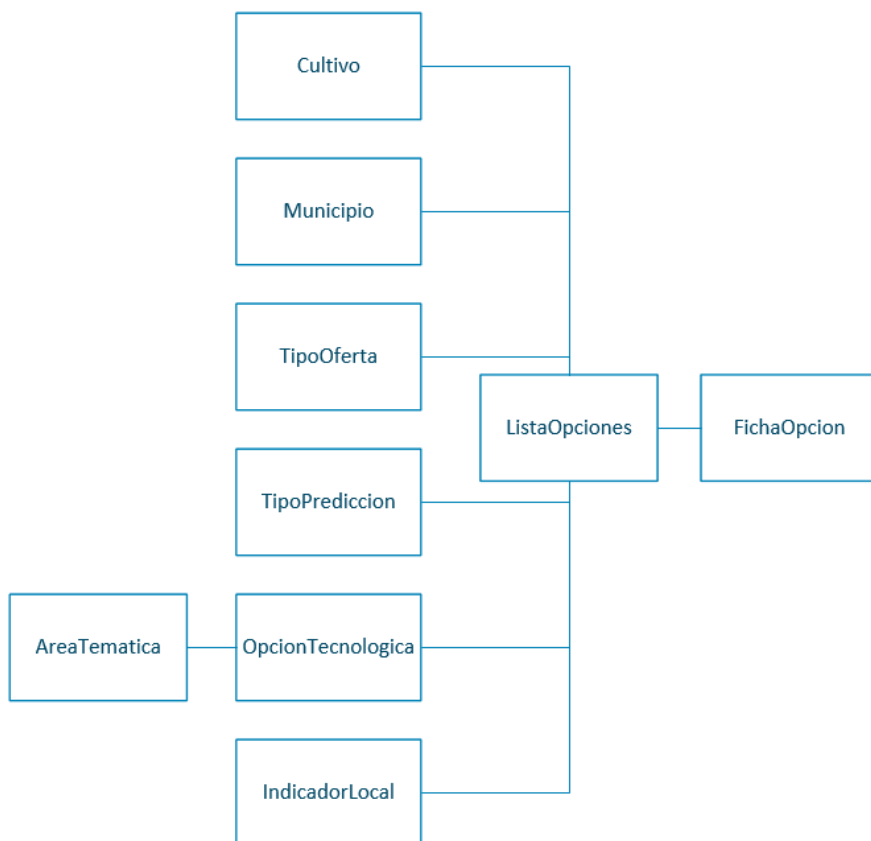 Cultivo
Municipio
TipoOferta
ListaOpciones
FichaOpcion
TipoPrediccion
AreaTematica
OpcionTecnologica
IndicadorLocal